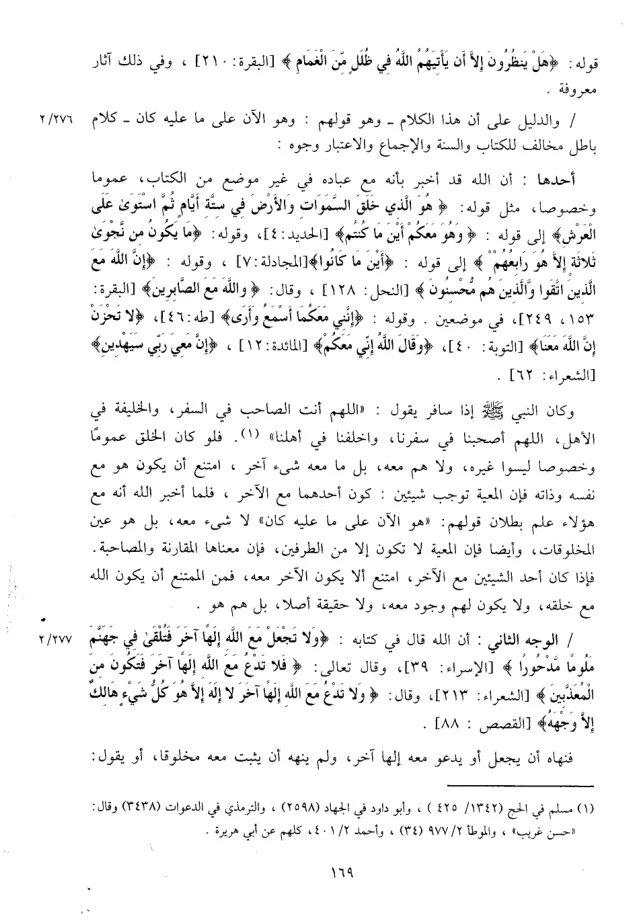 قوله: ﴿هَلْ يَنظُرُونَ إِلاَّ أَن يَأْتِيَهُمُ اللَّهُ فِي ظُلَلٍ مِّنَ الْغَمَامِ ﴾ [البقرة: ٢١٠] ، وفي ذلك آثار
معروفة .
٢/٢٧٦ / والدليل على أن هذا الكلام ـ وهو قولهم : وهو الآن على ما عليه كان ـ كلام
باطل مخالف للكتاب والسنة والإجماع والاعتبار وجوه :
أحدها : أن الله قد أخبر بأنه مع عباده في غير موضع من الكتاب، عموما
وخصوصا، مثل قوله: ﴿ هُوَ الَّذِي خَلَقَ السَّمَوَاتِ وَالأَرْضَ فِي سِتَّةِ أَيَّامٍ ثُمَّ اسْتَوَىٰ عَلَى
الْعَرْشِ﴾ إلى قوله : ﴿ وَهُوَ مَعَكُمْ أَيْنَ مَا كُنتُم﴾ [الحديد: ٤]، وقوله: ﴿مَا يَكُونُ مِن نَّجْوَىٰ
ثَلاثَةٍ إِلاَّ هُوَ رَابِعُهُمْ ﴾ إلى قوله : ﴿أَيْنَ مَا كَانُوا﴾[المجادلة: ٧] ، وقوله : ﴿إِنَّ اللَّهَ مَعَ
الَّذِينَ اتَّقَوا وَّالَّذِينَ هُم مُّحْسِنُونَ ﴾ [النحل: ١٢٨] ، وقال: ﴿ وَاللَّهُ مَعَ الصَّابِرِينَ﴾ [البقرة:
١٥٣، ٢٤٩]، في موضعين . وقوله : ﴿إِنَّنِي مَعَكُمَا أَسْمَعُ وَأَرَىٰ﴾ [طه: ٤٦]، ﴿لا تَحْزَنْ
إِنَّ اللَّهَ مَعَنَا﴾ [التوبة: ٤٠]، ﴿وَقَالَ اللَّهُ إِنِّي مَعَكُمْ﴾ [المائدة: ١٢] ، ﴿إِنَّ مَعِيَ رَبِّي سَيَهْدِينِ﴾
[الشعراء: ٦٢] .
وكان النبي ﷺ إذا سافر يقول : «اللهم أنت الصاحب في السفر، والخليفة في
الأهل، اللهم أصحبنا في سفرنا، واخلفنا في أهلنا» (١). فلو كان الخلق عمومًا
وخصوصا ليسوا غيره، ولا هم معه، بل ما معه شيء آخر ، امتنع أن يكون هو مع
نفسه وذاته فإن المعية توجب شيئين : كون أحدهما مع الآخر ، فلما أخبر الله أنه مع
هؤلاء علم بطلان قولهم: «هو الآن على ما عليه كان» لا شيء معه، بل هو عين
المخلوقات، وأيضا فإن المعية لا تكون إلا من الطرفين، فإن معناها المقارنة والمصاحبة.
فإذا كان أحد الشيئين مع الآخر، امتنع ألا يكون الآخر معه، فمن الممتنع أن يكون الله
مع خلقه، ولا يكون لهم وجود معه، ولا حقيقة أصلا، بل هم هو .
٢/٢٧٧ / الوجه الثاني : أن الله قال في كتابه : ﴿وَلا تَجْعَلْ مَعَ اللَّهِ إِلَهًا آخَرَ فَتُلْقَىٰ فِي جَهَنَّمَ
مَلُومًا مَّدْحُورًا ﴾ [الإسراء: ٣٩]، وقال تعالى: ﴿ فَلا تَدْعُ مَعَ اللَّهِ إِلَهًا آخَرَ فَتَكُونَ مِنَ
الْمُعَذَّبِينَ ﴾ [الشعراء: ٢١٣]، وقال: ﴿ وَلا تَدْعُ مَعَ اللَّهِ إِلَهًا آخَرَ لا إِلَهَ إِلاَّ هُوَ كُلُّ شَيْءٍ هَالِكٌ
إِلاَّ وَجْهَهُ﴾ [القصص : ٨٨] .
فنهاه أن يجعل أو يدعو معه إلها آخر، ولم ينهه أن يثبت معه مخلوقا، أو يقول:
(١) مسلم في الحج (١٣٤٢/ ٤٢٥ ) ، وأبو داود في الجهاد (٢٥٩٨) ، والترمذي في الدعوات (٣٤٣٨) وقال:
«حسن غريب» ، والموطأ ٢/ ٩٧٧ (٣٤) ، وأحمد ٢/ ٤٠١، كلهم عن أبي هريرة .
١٦٩